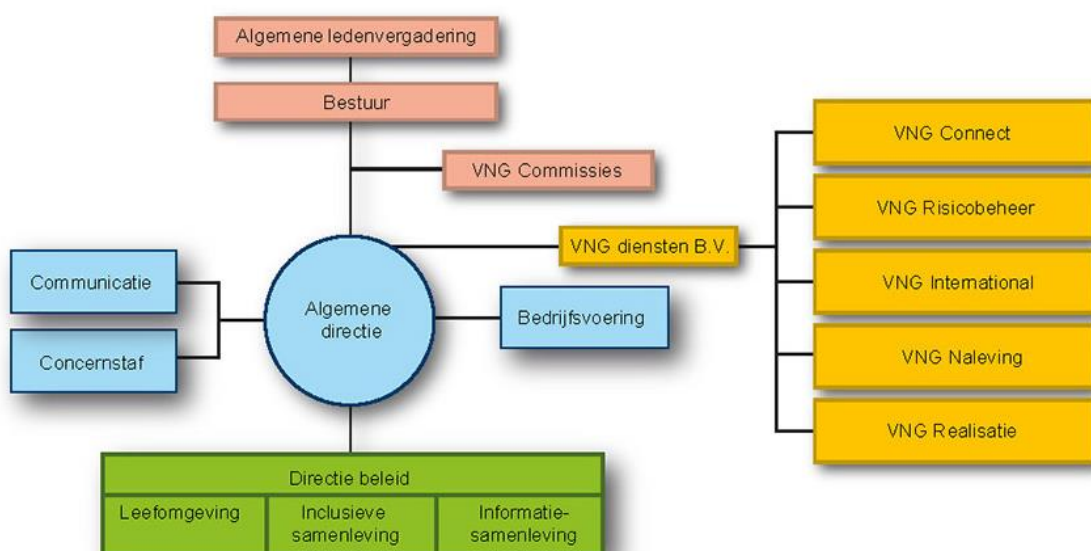 Algemene ledenvergadering
Bestuur
VNG Commissies
VNG diensten B.V.
VNG Connect
VNG Risicobeheer
VNG International
VNG Naleving
VNG Realisatie
Communicatie
Concernstaf
Algemene
directie
Bedrijfsvoering
Directie beleid
Leefomgeving
Inclusieve
samenleving
Informatie-
samenleving